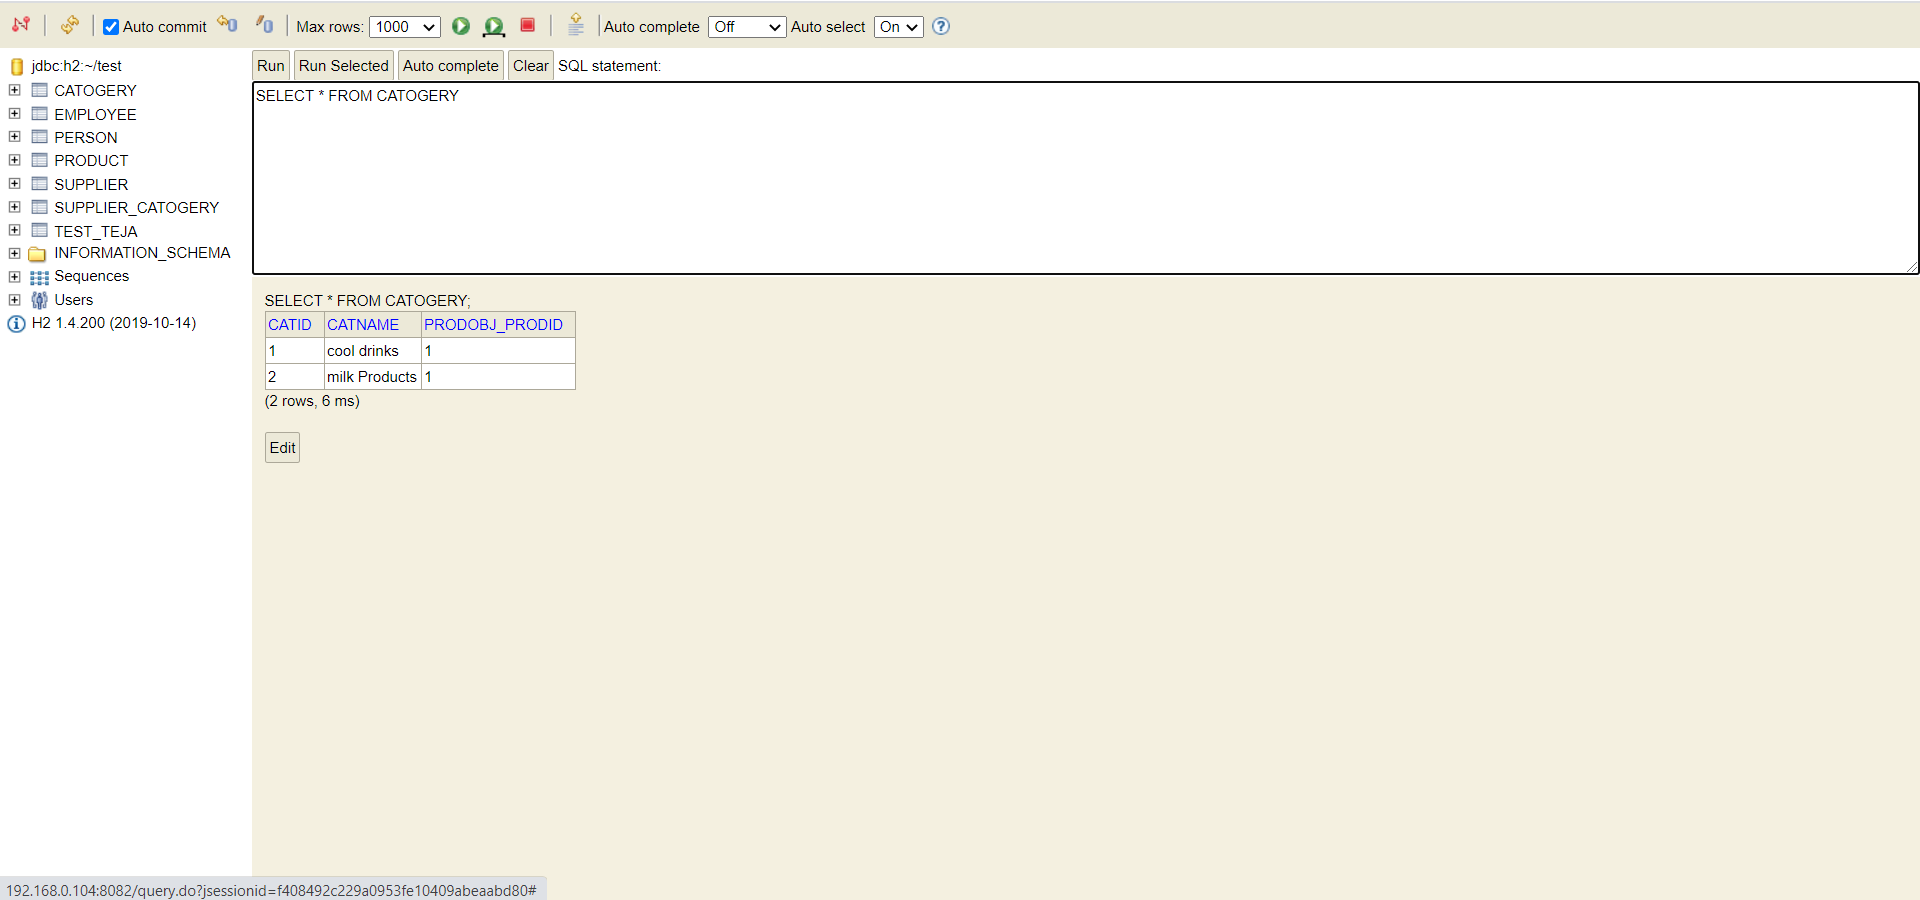 Auto commit Max rows: 1000 Auto complete Off Auto select On
jdbc:h2:~/test
CATOGERY
EMPLOYEE
PERSON
PRODUCT
SUPPLIER
SUPPLIER_CATOGERY
TEST_TEJA
INFORMATION_SCHEMA
Sequences
Users
H2 1.4.200 (2019-10-14)
Run Run Selected Auto complete Clear SQL statement:
SELECT * FROM CATOGERY
SELECT * FROM CATOGERY;
CATID CATNAME PRODOBJ_PRODID
1 cool drinks 1
2 milk Products 1
(2 rows, 6 ms)
Edit
192.168.0.104:8082/query.do?jsessionid=f408492c229a0953fe10409abeaabd80#